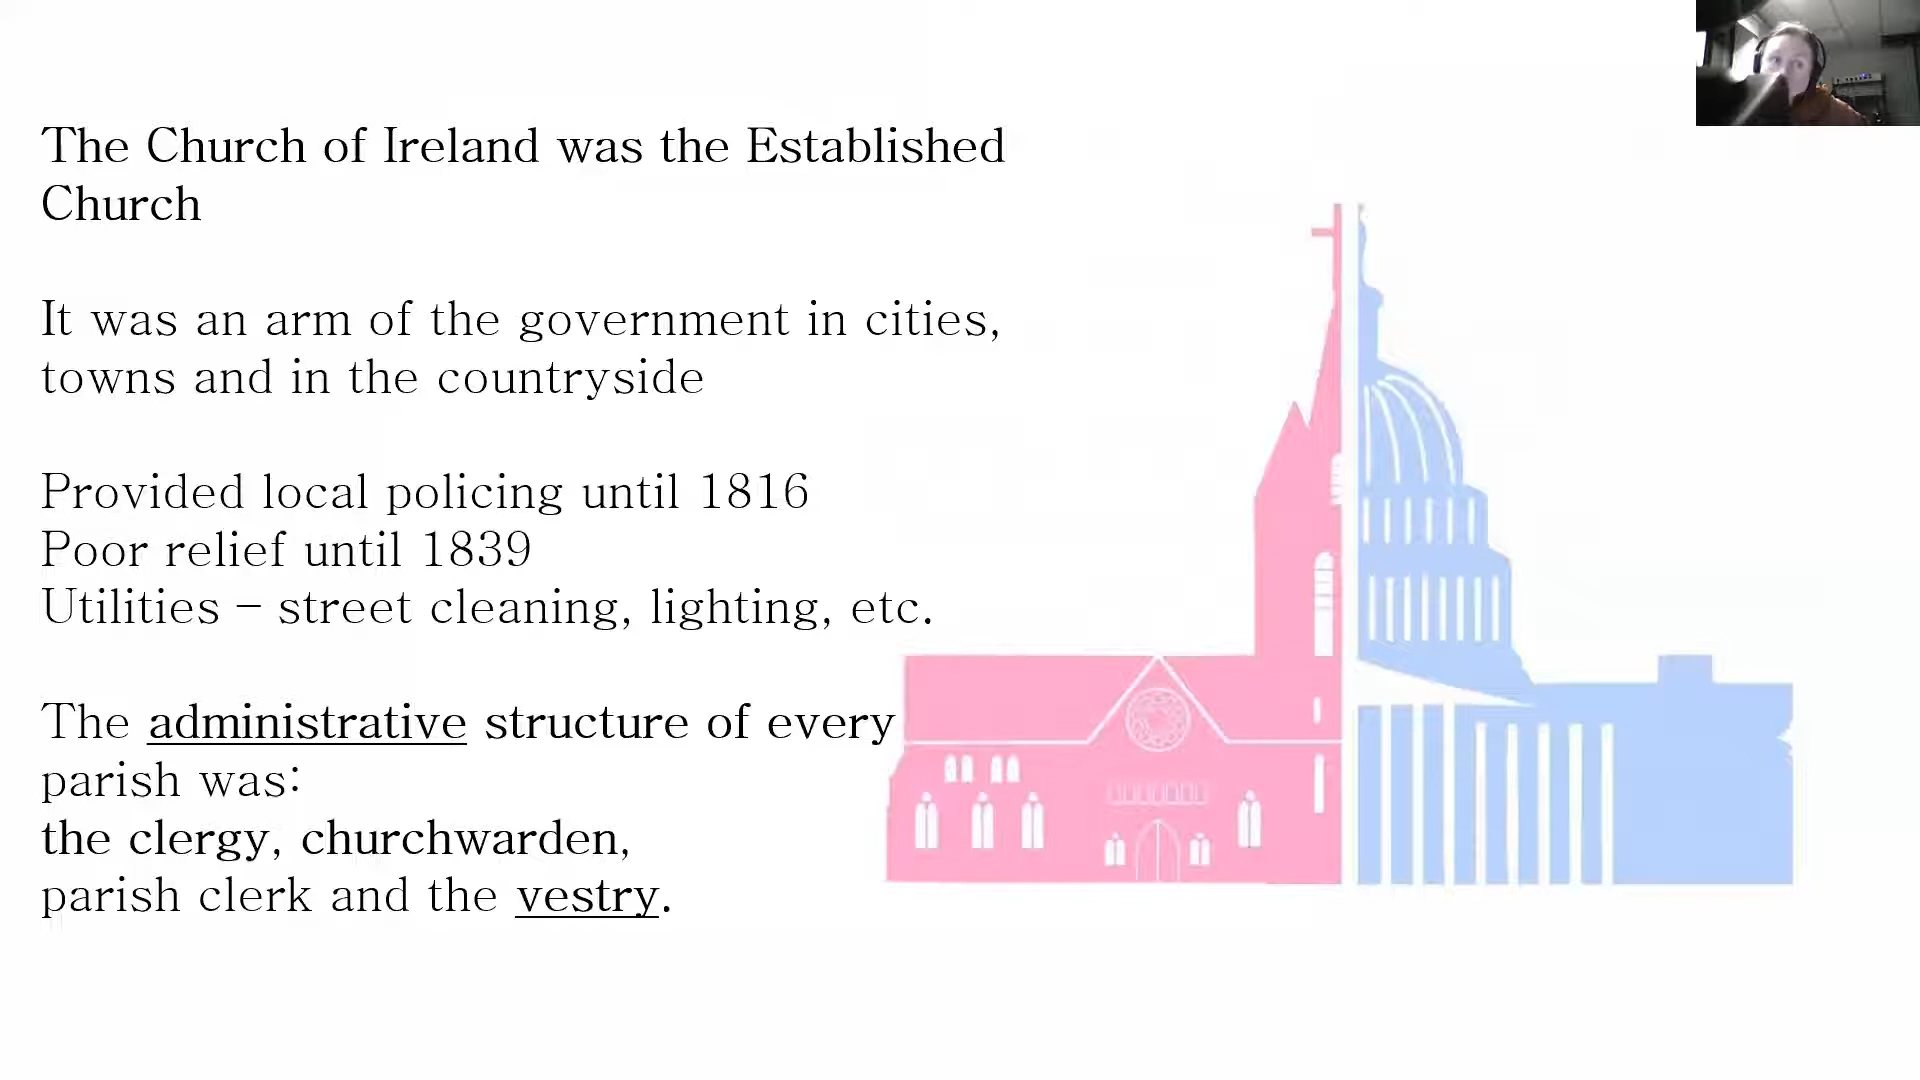 The Church of Ireland was the Established
Church
It was an arm of the government in cities,
towns and in the countryside
Provided local policing until 1816
Poor relief until 1839
Utilities – street cleaning, lighting, etc.
The administrative structure of every
parish was:
the clergy, churchwarden,
parish clerk and the vestry.